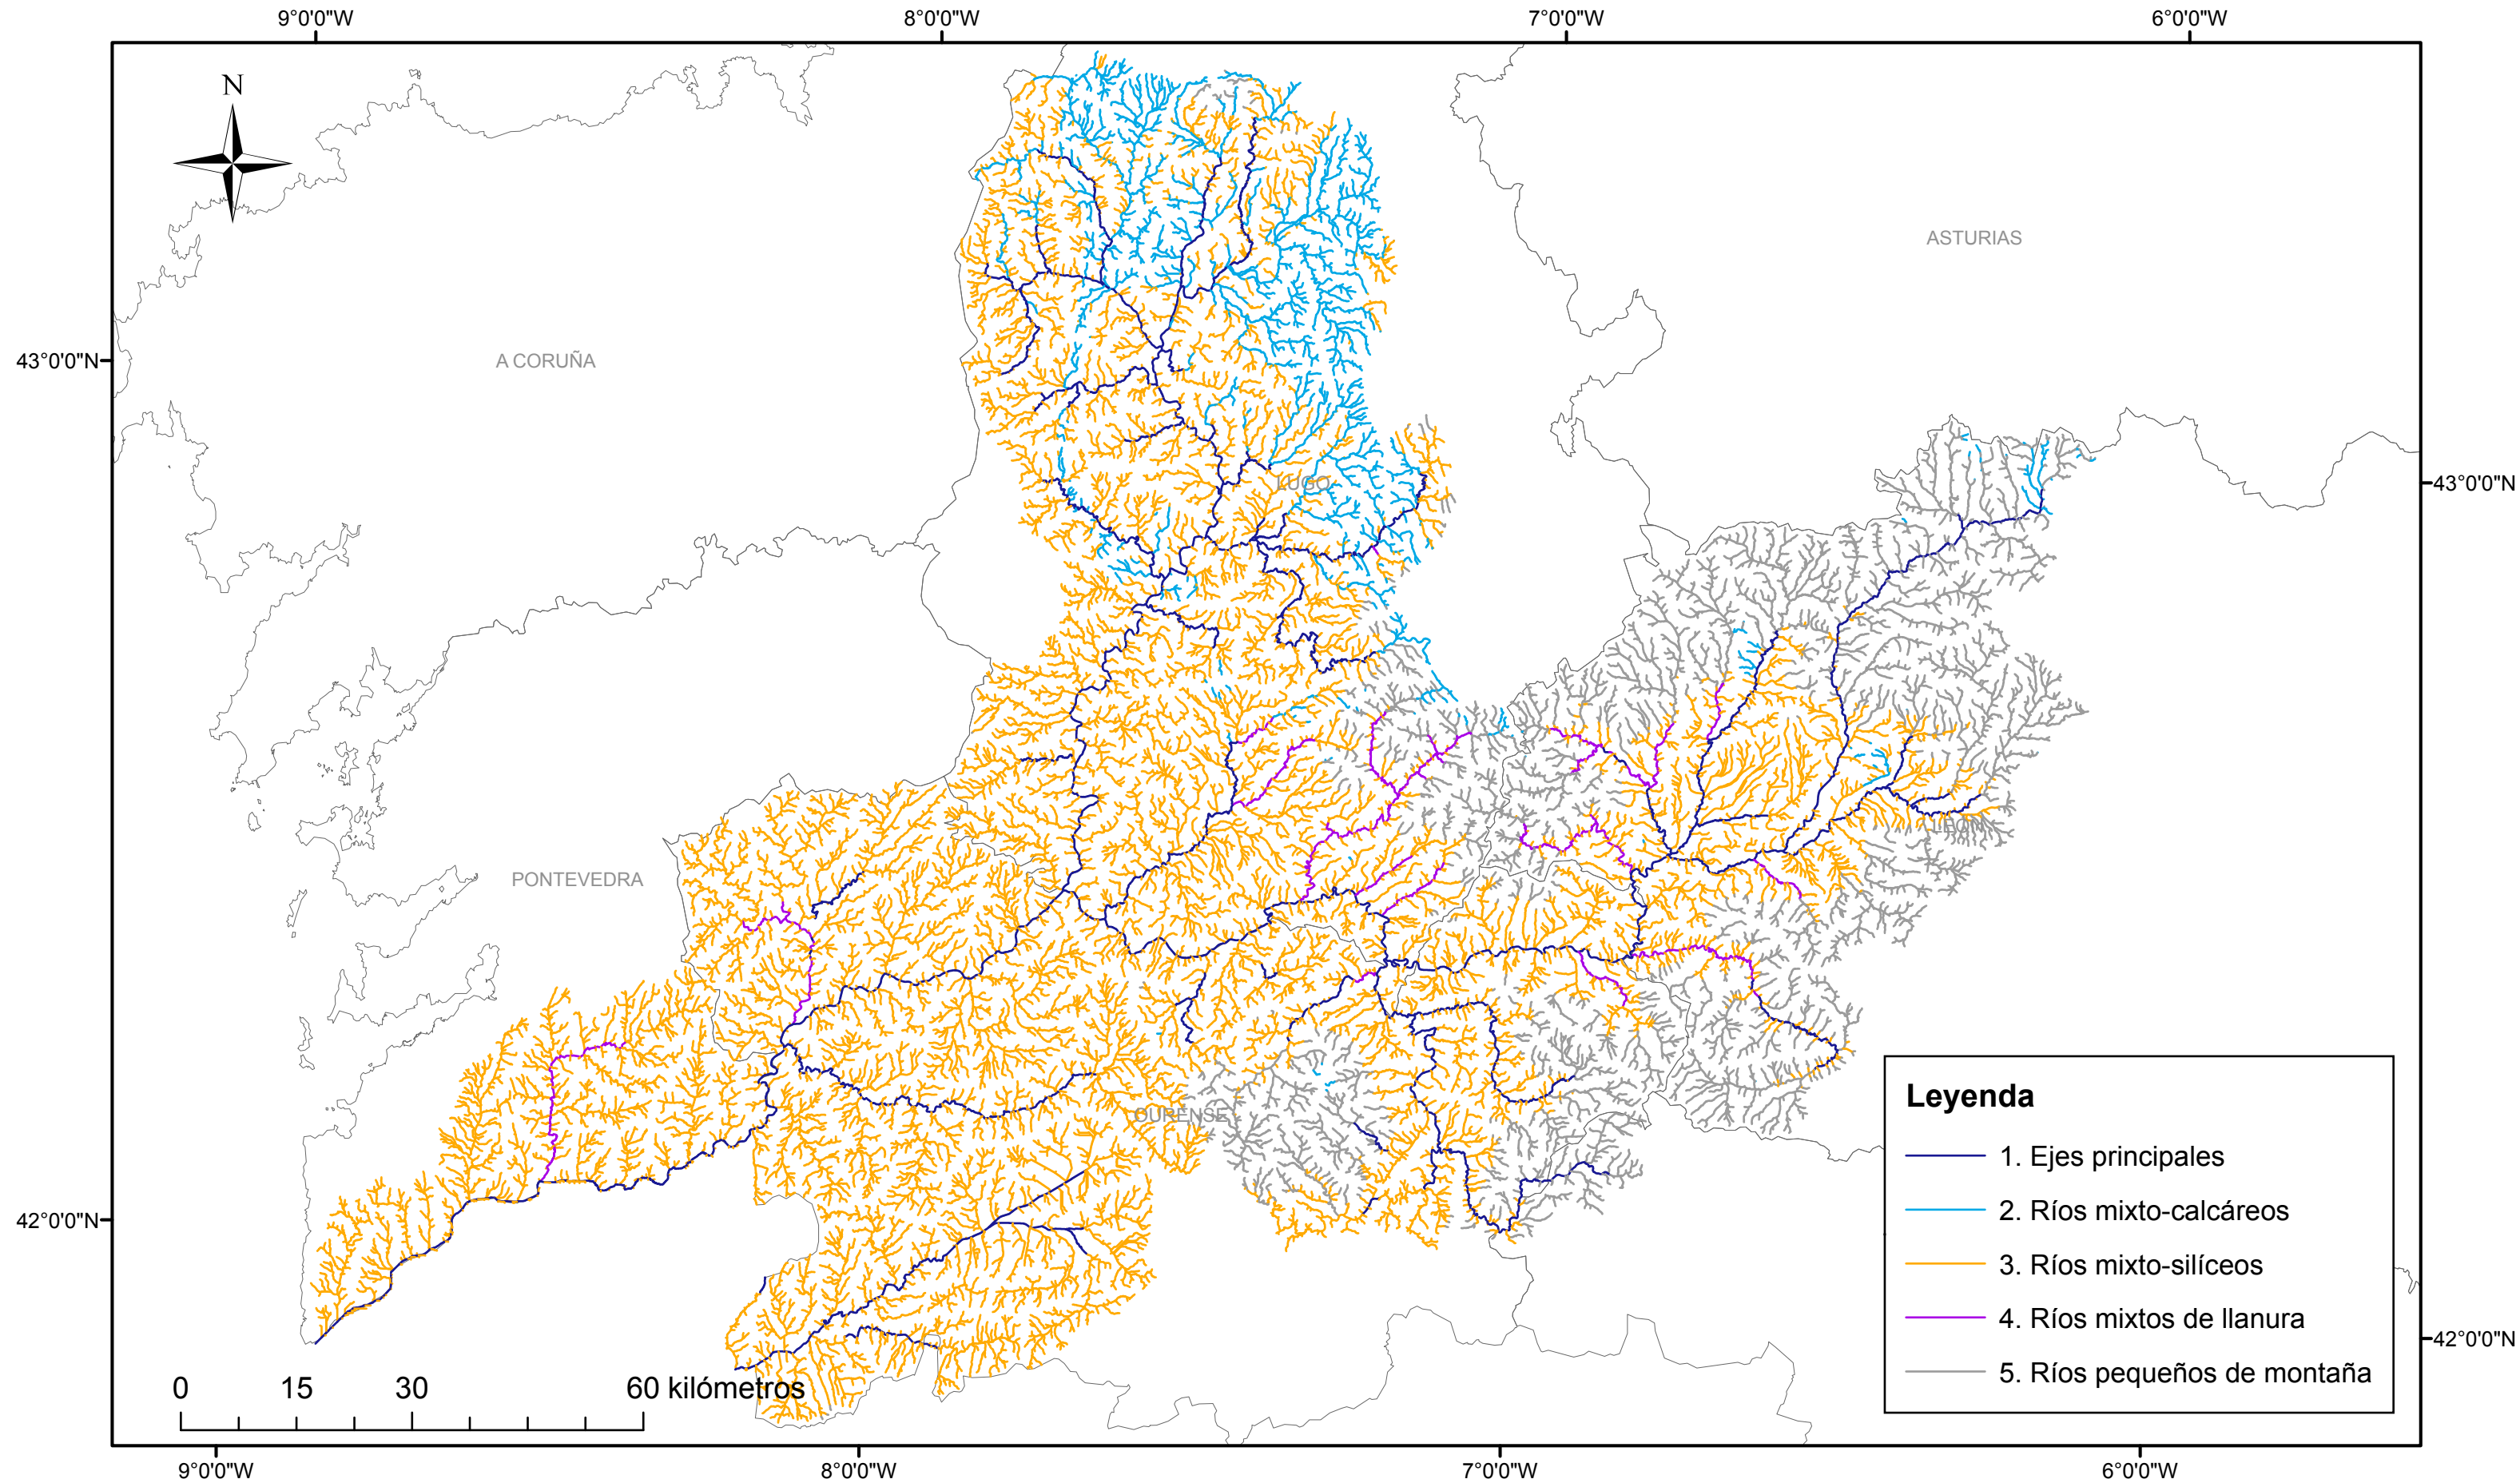 9°0'0"W
8°0'0"W
7°0'0"W
6°0'0"W
N
ASTURIAS
43°0'0"N
A CORUÑA
LUGO
43°0'0"N
LEÓN
PONTEVEDRA
OURENSE
42°0'0"N
42°0'0"N
Leyenda
1. Ejes principales
2. Ríos mixto-calcáreos
3. Ríos mixto-silíceos
4. Ríos mixtos de llanura
5. Ríos pequeños de montaña
0 15 30 60 kilómetros
9°0'0"W
8°0'0"W
7°0'0"W
6°0'0"W